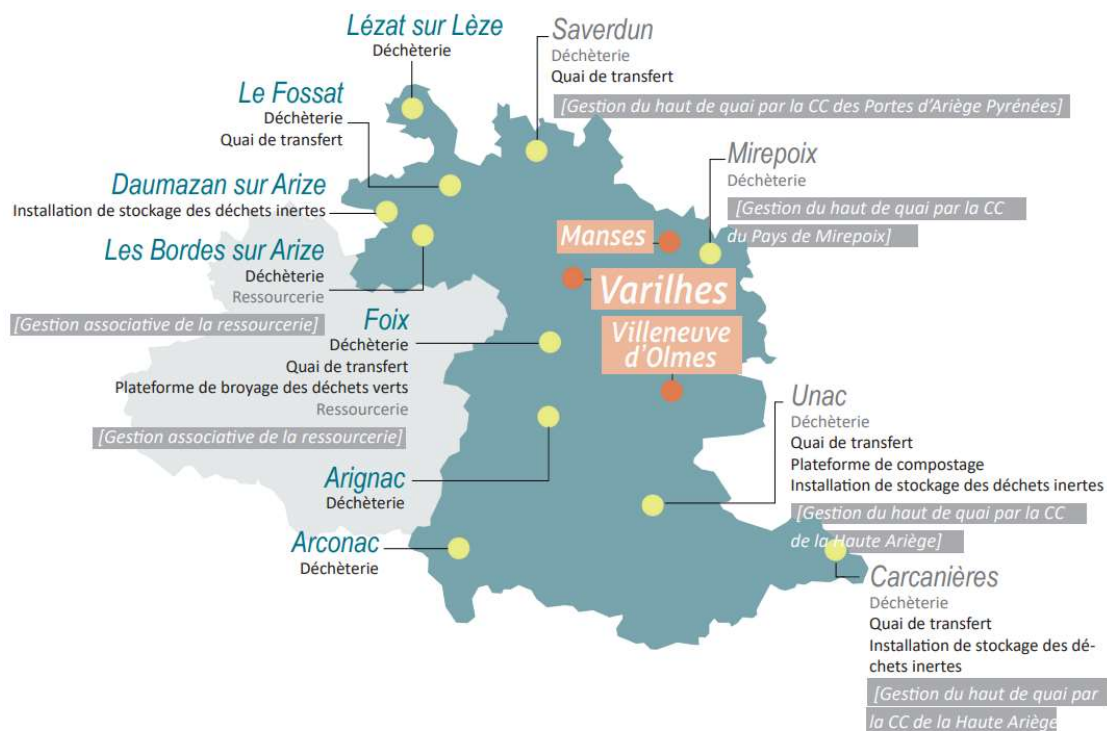 Lézat sur Lèze
Déchèterie
Saverdun
Déchèterie
Quai de transfert
[Gestion du haut de quai par la CC des Portes d'Ariège Pyrénées]
Le Fossat
Déchèterie
Quai de transfert
Mirepoix
Déchèterie
[Gestion du haut de quai par la CC
du Pays de Mirepoix]
Daumazan sur Arize
Installation de stockage des déchets inertes
Les Bordes sur Arize
Déchèterie
Ressourcerie
[Gestion associative de la ressourcerie]
Manses
Varilhes
Villeneuve
d'Olmes
Foix
Déchèterie
Quai de transfert
Plateforme de broyage des déchets verts
Ressourcerie
[Gestion associative de la ressourcerie]
Unac
Déchèterie
Quai de transfert
Plateforme de compostage
Installation de stockage des déchets inertes
[Gestion du haut de quai par la CC
de la Haute Ariège]
Arignac
Déchèterie
Arconac
Déchèterie
Carcanières
Déchèterie
Quai de transfert
Installation de stockage des dé-
chets inertes
[Gestion du haut de quai par
la CC de la Haute Ariège